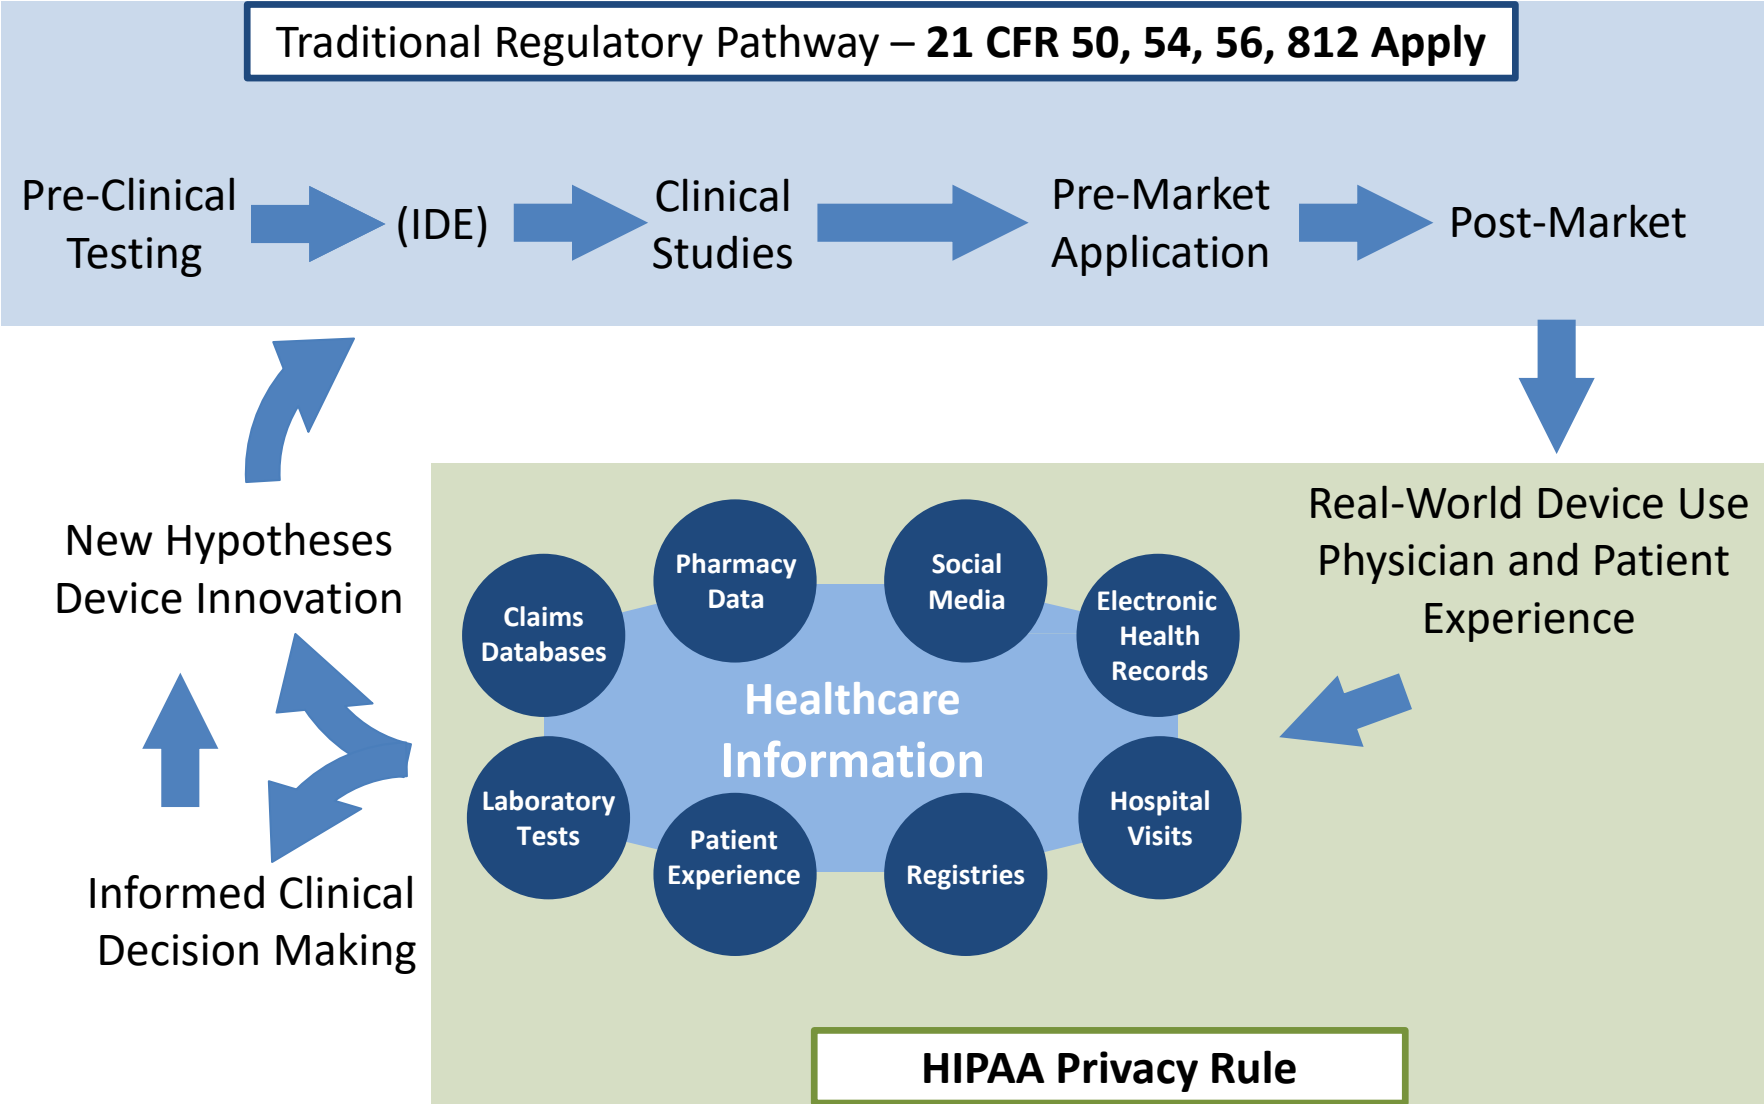 Traditional Regulatory Pathway – 21 CFR 50, 54, 56, 812 Apply
Pre-Clinical
Testing
(IDE)
Clinical
Studies
Pre-Market
Application
Post-Market
Real-World Device Use
Physician and Patient
Experience
New Hypotheses
Device Innovation
Informed Clinical
Decision Making
Claims
Databases
Pharmacy
Data
Social
Media
Electronic
Health
Records
Healthcare
Information
Laboratory
Tests
Patient
Experience
Registries
Hospital
Visits
HIPAA Privacy Rule